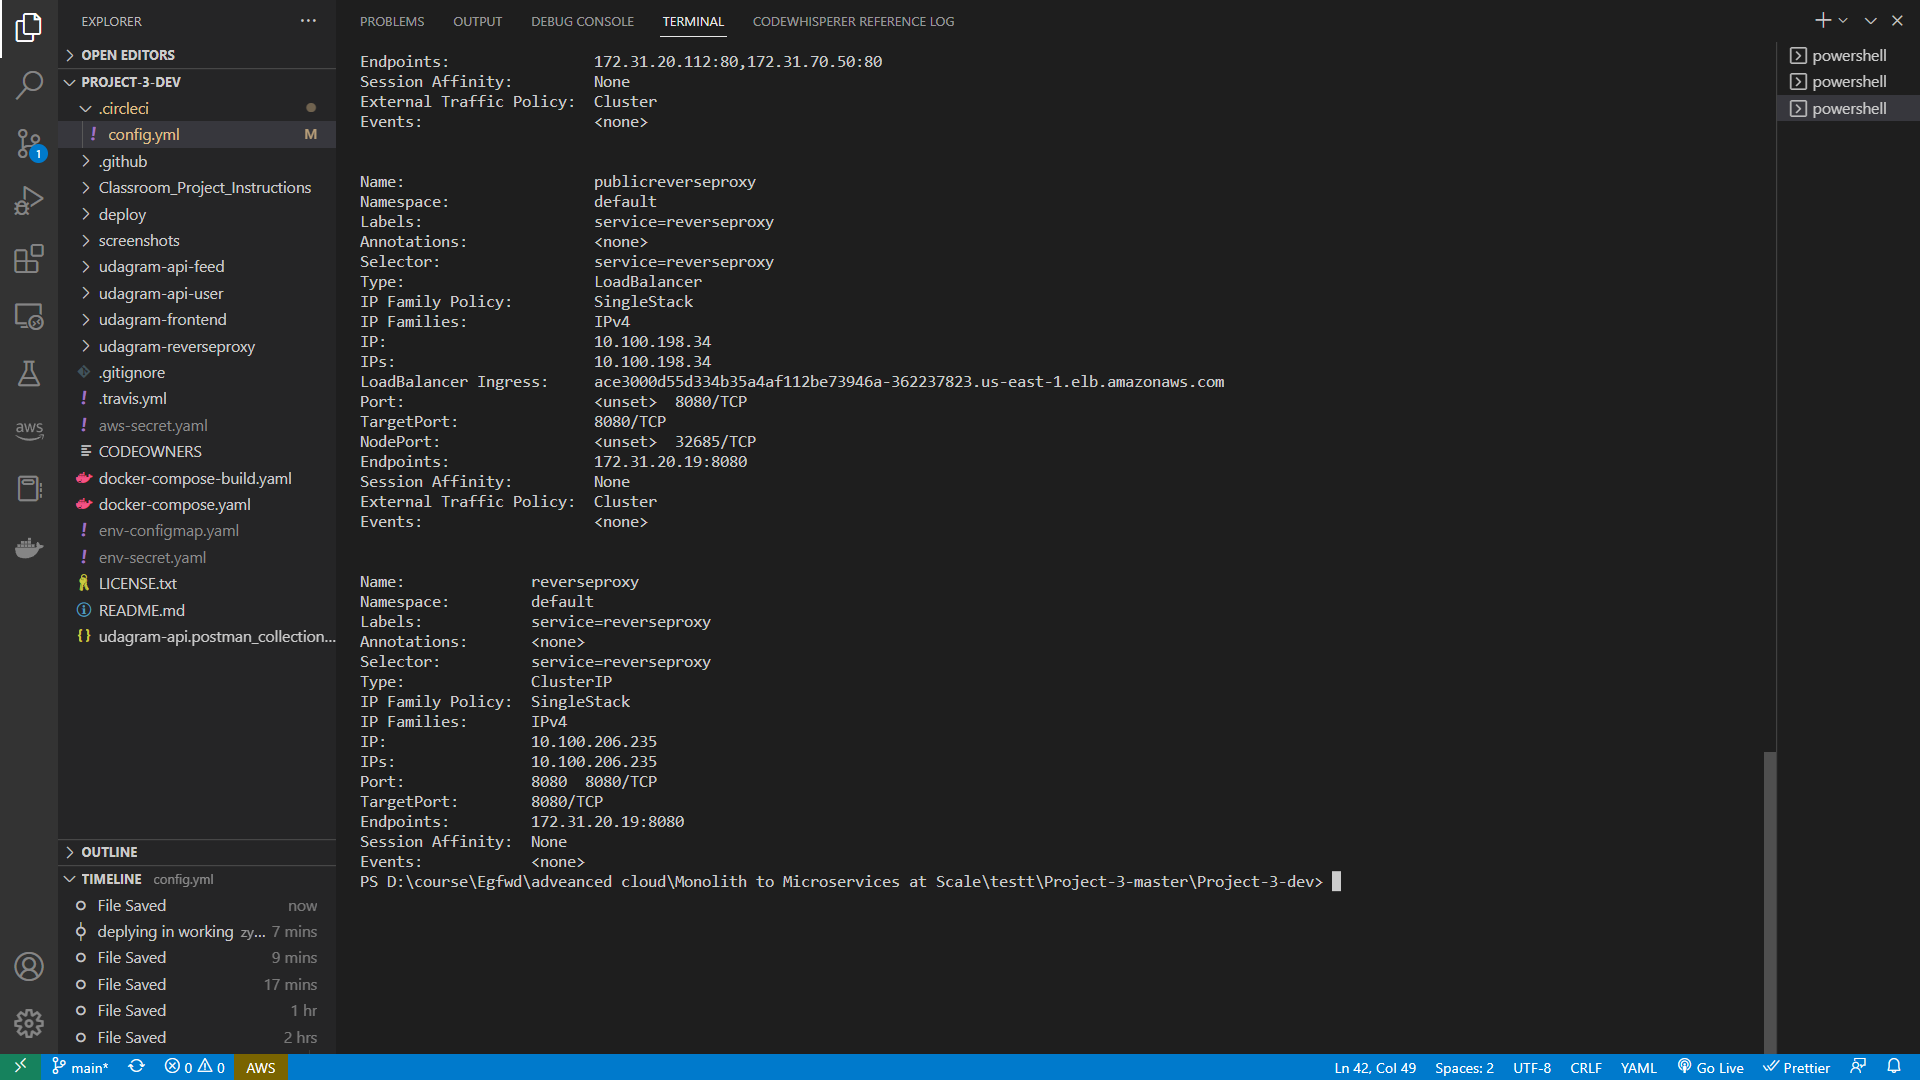 EXPLORER
OPEN EDITORS
PROJECT-3-DEV
.circleci
! config.yml M
.github
Classroom_Project_Instructions
deploy
screenshots
udagram-api-feed
udagram-api-user
udagram-frontend
udagram-reverseproxy
.gitignore
! .travis.yml
! aws-secret.yaml
CODEOWNERS
docker-compose-build.yaml
docker-compose.yaml
! env-configmap.yaml
! env-secret.yaml
LICENSE.txt
README.md
{} udagram-api.postman_collection...
OUTLINE
TIMELINE config.yml
File Saved now
deplying in working zy... 7 mins
File Saved 9 mins
File Saved 17 mins
File Saved 1 hr
File Saved 2 hrs
1
aws
PROBLEMS OUTPUT DEBUG CONSOLE TERMINAL CODEWHISPERER REFERENCE LOG
Endpoints: 172.31.20.112:80,172.31.70.50:80
Session Affinity: None
External Traffic Policy: Cluster
Events: <none>
Name: publicreverseproxy
Namespace: default
Labels: service=reverseproxy
Annotations: <none>
Selector: service=reverseproxy
Type: LoadBalancer
IP Family Policy: SingleStack
IP Families: IPv4
IP: 10.100.198.34
IPs: 10.100.198.34
LoadBalancer Ingress: ace3000d55d334b35a4af112be73946a-362237823.us-east-1.elb.amazonaws.com
Port: <unset> 8080/TCP
TargetPort: 8080/TCP
NodePort: <unset> 32685/TCP
Endpoints: 172.31.20.19:8080
Session Affinity: None
External Traffic Policy: Cluster
Events: <none>
Name: reverseproxy
Namespace: default
Labels: service=reverseproxy
Annotations: <none>
Selector: service=reverseproxy
Type: ClusterIP
IP Family Policy: SingleStack
IP Families: IPv4
IP: 10.100.206.235
IPs: 10.100.206.235
Port: 8080 8080/TCP
TargetPort: 8080/TCP
Endpoints: 172.31.20.19:8080
Session Affinity: None
Events: <none>
PS D:\course\Egfwd\adveanced cloud\Monolith to Microservices at Scale\testt\Project-3-master\Project-3-dev>
powershell
powershell
powershell
main* 0 0 AWS
Ln 42, Col 49 Spaces: 2 UTF-8 CRLF YAML Go Live Prettier